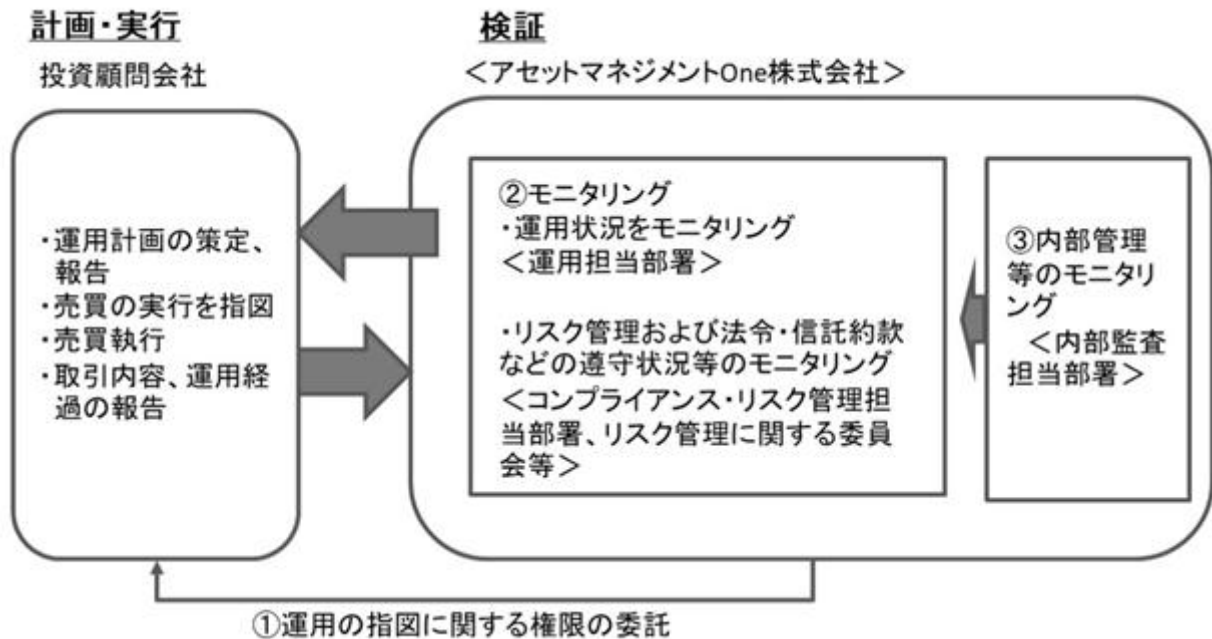 計画・実行
投資顧問会社
・運用計画の策定、
報告
・売買の実行を指図
・売買執行
・取引内容、運用経
過の報告
検証
＜アセットマネジメントOne株式会社＞
②モニタリング
・運用状況をモニタリング
＜運用担当部署＞
・リスク管理および法令・信託約款
などの遵守状況等のモニタリング
＜コンプライアンス・リスク管理担
当部署、リスク管理に関する委員
会等＞
③内部管理
等のモニタリ
ング
＜内部監査
担当部署＞
①運用の指図に関する権限の委託